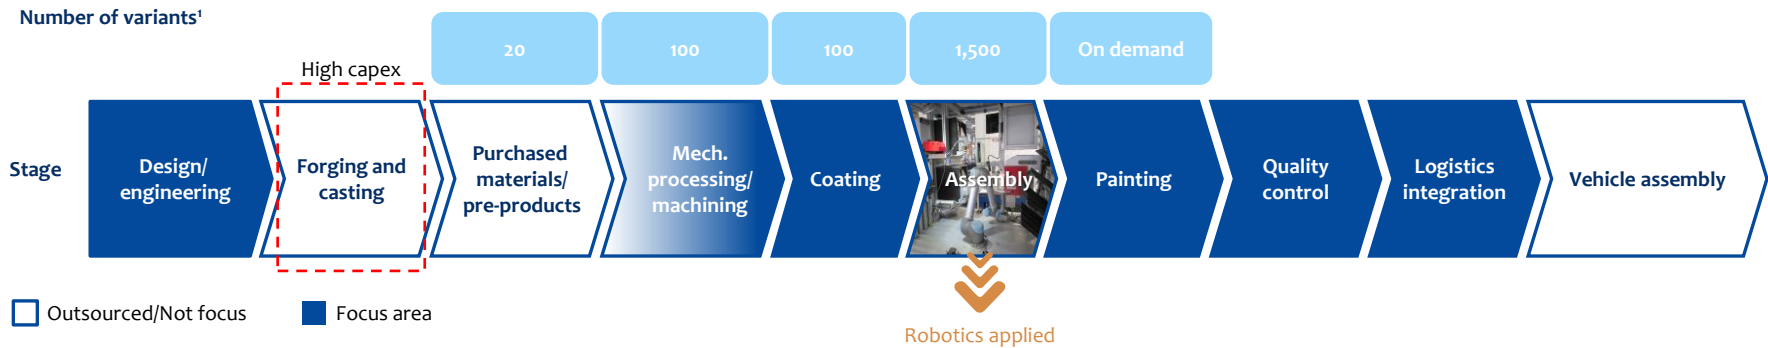 Number of variants¹
20
100
100
1,500
On demand
High capex
Stage
Design/
engineering
Forging and
casting
Purchased
materials/
pre-products
Mech.
processing/
machining
Coating
Assembly
Painting
Quality
control
Logistics
integration
Vehicle assembly
Outsourced/Not focus
Focus area
Robotics applied